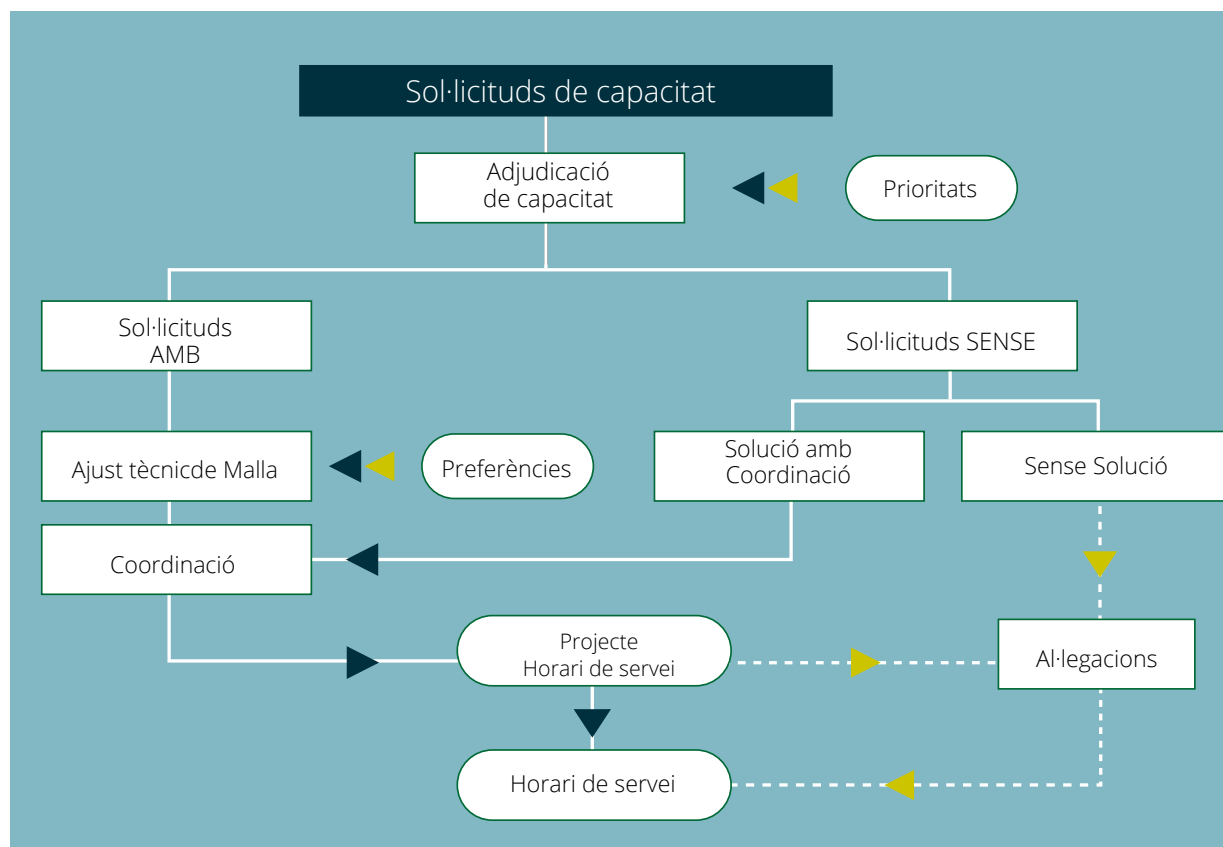 Sol·licituds de capacitat
Adjudicació
de capacitat
Prioritats
Sol·licituds
AMB
Sol·licituds SENSE
Ajust tècnicde Malla
Preferències
Solució amb
Coordinació
Sense Solució
Coordinació
Projecte
Horari de servei
Al·legacions
Horari de servei